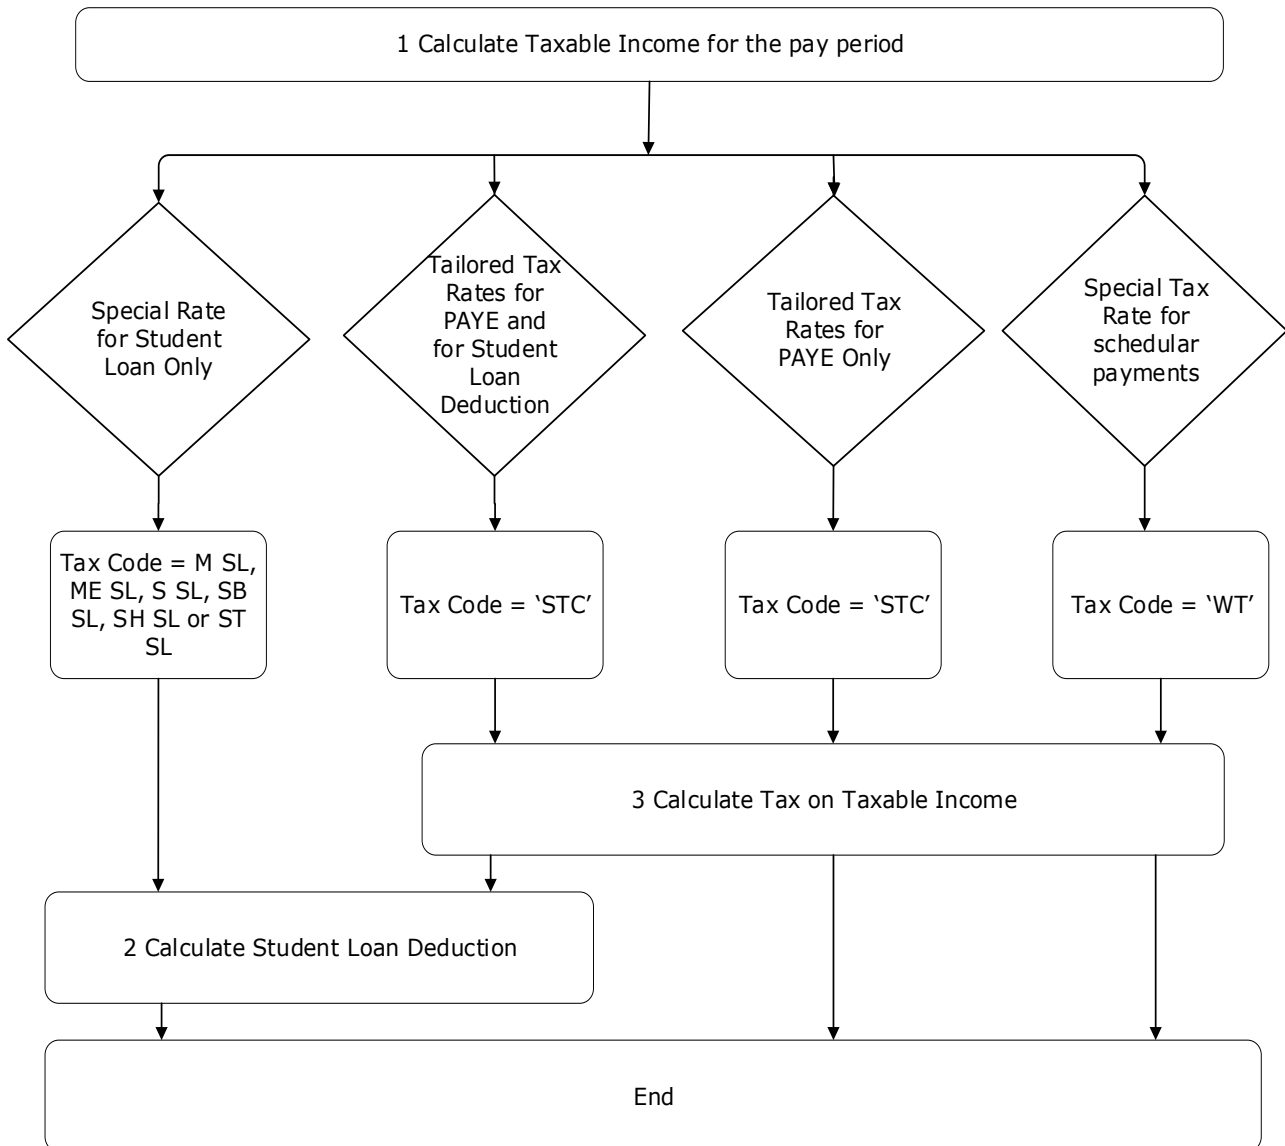 1 Calculate Taxable Income for the pay period
Special Rate
for Student
Loan Only
Tailored Tax
Rates for
PAYE and
for Student
Loan
Deduction
Tailored Tax
Rates for
PAYE Only
Special Tax
Rate for
schedular
payments
Tax Code = M SL,
ME SL, S SL, SB
SL, SH SL or ST
SL
Tax Code = ‘STC’
Tax Code = ‘STC’
Tax Code = ‘WT’
3 Calculate Tax on Taxable Income
2 Calculate Student Loan Deduction
End